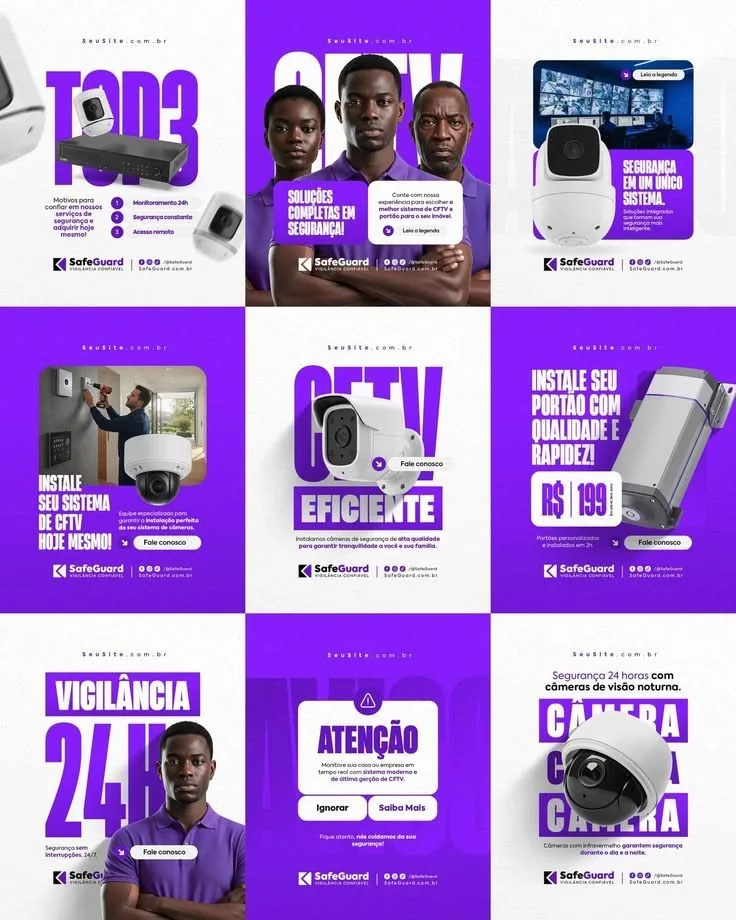 SeuSite.com.br
TOP3
Motivos para
confiar em nossos
serviços de
segurança e
adquirir hoje
mesmo!
1 Monitoramento 24h
2 Segurança constante
3 Acesso remoto
SafeGuard
VIGILÂNCIA CONFIÁVEL
/@SafeGuard
SafeGuard.com.br
SeuSite.com.br
CFTV
SOLUÇÕES
COMPLETAS EM
SEGURANÇA!
Conte com nossa
experiência para escolher o
melhor sistema de CFTV e
portão para o seu imóvel.
Leia a legenda
SafeGuard
VIGILÂNCIA CONFIÁVEL
/@SafeGuard
SafeGuard.com.br
SeuSite.com.br
Leia a legenda
SEGURANÇA
EM UM ÚNICO
SISTEMA.
Soluções integradas
que tornam sua
segurança mais
inteligente.
SafeGuard
VIGILÂNCIA CONFIÁVEL
/@SafeGuard
SafeGuard.com.br
SeuSite.com.br
INSTALE
SEU SISTEMA
DE CFTV
HOJE MESMO!
Equipe especializada para
garantir a instalação perfeita
do seu sistema de câmeras.
Fale conosco
SafeGuard
VIGILÂNCIA CONFIÁVEL
/@SafeGuard
SafeGuard.com.br
SeuSite.com.br
CFTV
Fale conosco
EFICIENTE
Instalamos câmeras de segurança de alta qualidade
para garantir tranquilidade a você e sua família.
SafeGuard
VIGILÂNCIA CONFIÁVEL
/@SafeGuard
SafeGuard.com.br
SeuSite.com.br
INSTALE SEU
PORTÃO COM
QUALIDADE E
RAPIDEZ!
R$ 199
Portões personalizados
e instalados em 2h.
Fale conosco
SafeGuard
VIGILÂNCIA CONFIÁVEL
/@SafeGuard
SafeGuard.com.br
SeuSite.com.br
VIGILÂNCIA
24H
Segurança sem
interrupções, 24/7.
Fale conosco
SafeG
VIGILÂNCIA C
SeuSite.com.br
AVISO
ATENÇÃO
Monitore sua casa ou empresa em
tempo real com sistema moderno e
de última gerção de CFTV.
Ignorar
Saiba Mais
Fique atento, nós cuidamos da sua
segurança!
SafeGuard
VIGILÂNCIA CONFIÁVEL
/@SafeGuard
SafeGuard.com.br
SeuSite.com.br
Segurança 24 horas com
câmeras de visão noturna.
CÂMERA
CÂMERA
CÂMERA
Câmeras com infravermelho garantem segurança
durante o dia e a noite.
SafeGuard
VIGILÂNCIA CONFIÁVEL
/@SafeGuard
SafeGuard.com.br